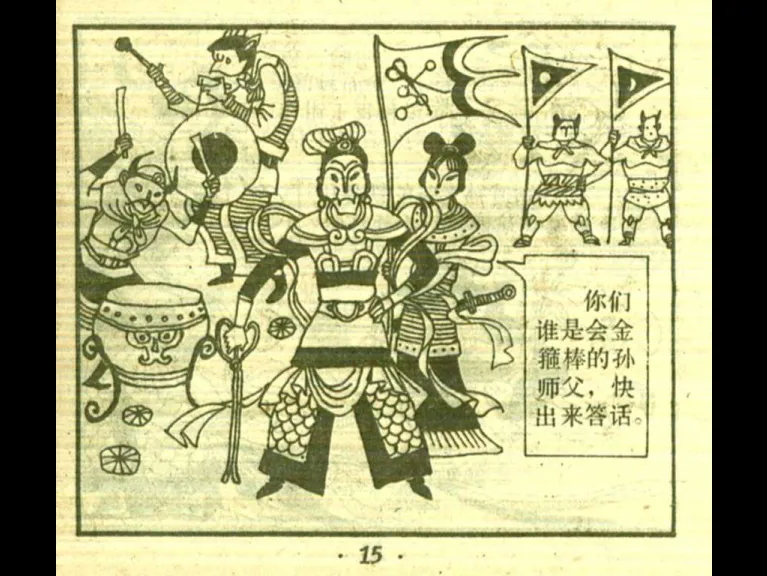 你们
谁是会金
箍棒的孙
师父，快
出来答话。
· 15 ·